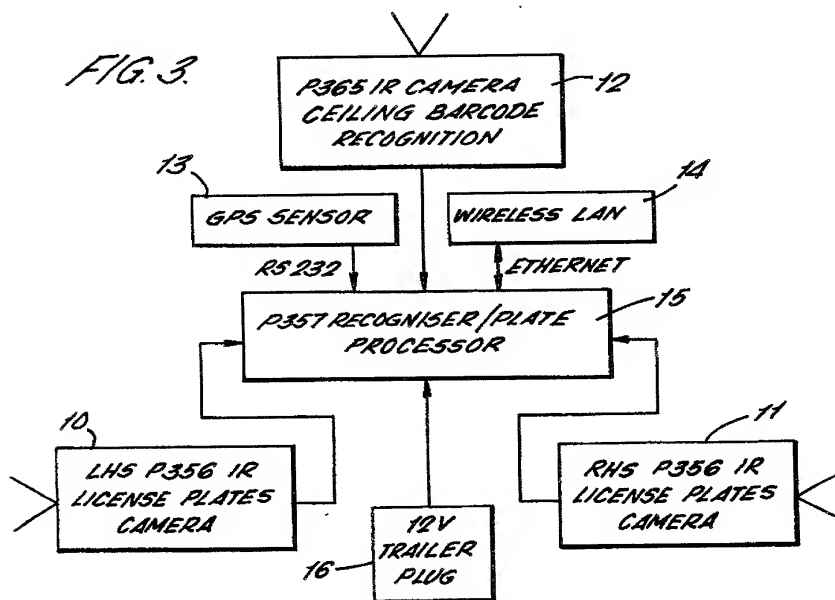 FIG. 3.
P365 IR CAMERA
CEILING BARCODE
RECOGNITION
12
13
GPS SENSOR
14
WIRELESS LAN
RS 232
ETHERNET
15
P357 RECOGNISER/PLATE
PROCESSOR
10
LHS P356 IR
LICENSE PLATES
CAMERA
11
RHS P356 IR
LICENSE PLATES
CAMERA
16
12V
TRAILER
PLUG